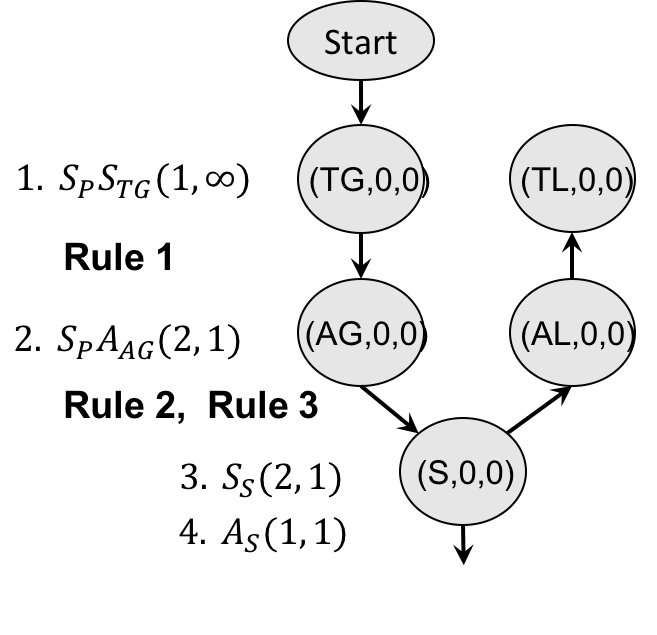 Start
1. S_P S_{TG}(1,∞)
(TG,0,0)
(TL,0,0)
Rule 1
2. S_P A_{AG}(2,1)
(AG,0,0)
(AL,0,0)
Rule 2, Rule 3
3. S_S(2,1)
(S,0,0)
4. A_S(1,1)